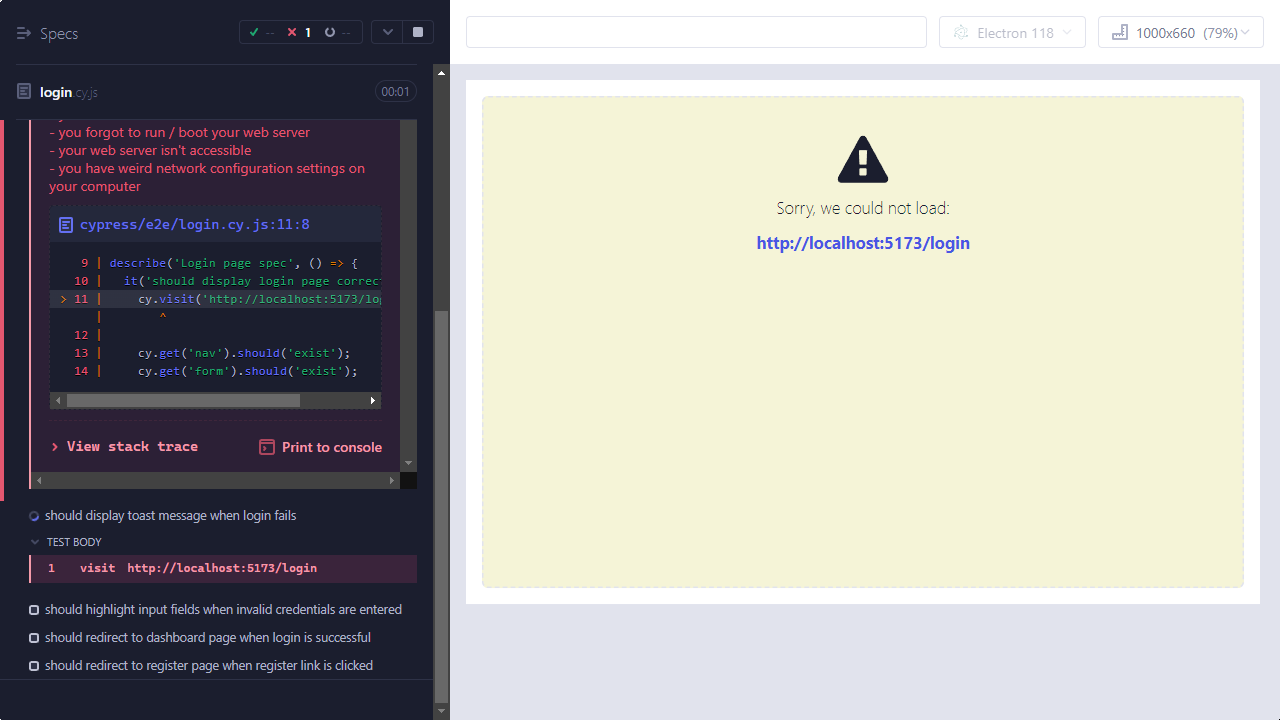 Specs
-- 1 --
login.cy.js
00:01
- you forgot to run / boot your web server
- your web server isn't accessible
- you have weird network configuration settings on
your computer
cypress/e2e/login.cy.js:11:8
9 | describe('Login page spec', () => {
10 | it('should display login page correc
> 11 | cy.visit('http://localhost:5173/log
| ^
12 |
13 | cy.get('nav').should('exist');
14 | cy.get('form').should('exist');
> View stack trace
Print to console
should display toast message when login fails
TEST BODY
1 visit http://localhost:5173/login
should highlight input fields when invalid credentials are entered
should redirect to dashboard page when login is successful
should redirect to register page when register link is clicked
Electron 118
1000x660 (79%)
Sorry, we could not load:
http://localhost:5173/login